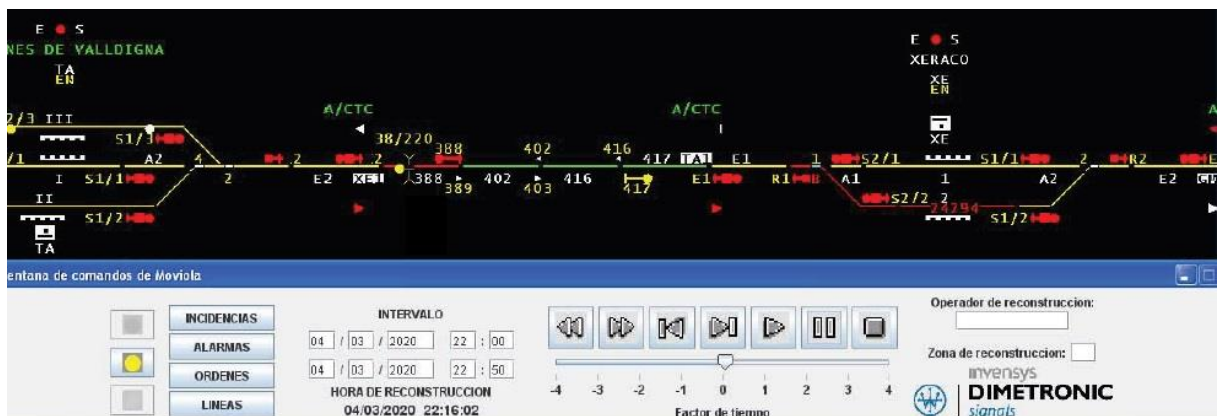 E S
NES DE VALLDIGNA
TA
EN
E S
XERACO
XE
EN
XE
A/CTC
A/CTC
2/3 III
S1/3
38/220
388
402
416
417 TA1 E1
1
S2/1
S1/1
2
R2
/1
A2
4
2
2
I
S1/1
2
E2
XE1
388
389
402
403
416
417
E1
R1
A1
1
A2
E2
II
S1/2
TA
S2/2 2
24294
S1/2
entana de comandos de Moviola
INCIDENCIAS
ALARMAS
ORDENES
LINEAS
INTERVALO
04 / 03 / 2020 22 : 00
04 / 03 / 2020 22 : 50
HORA DE RECONSTRUCCION
04/03/2020 22:16:02
-4 -3 -2 -1 0 1 2 3 4
Factor de tiempo
Operador de reconstruccion:
Zona de reconstruccion:
invensys
DIMETRONIC
signals